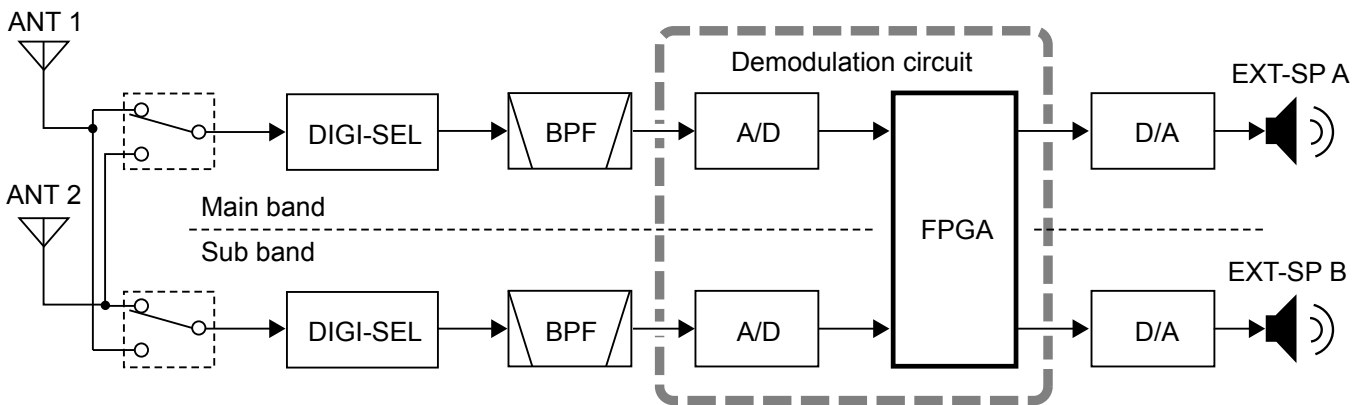 ANT 1
Demodulation circuit
EXT-SP A
DIGI-SEL
BPF
A/D
D/A
ANT 2
Main band
FPGA
Sub band
EXT-SP B
DIGI-SEL
BPF
A/D
D/A